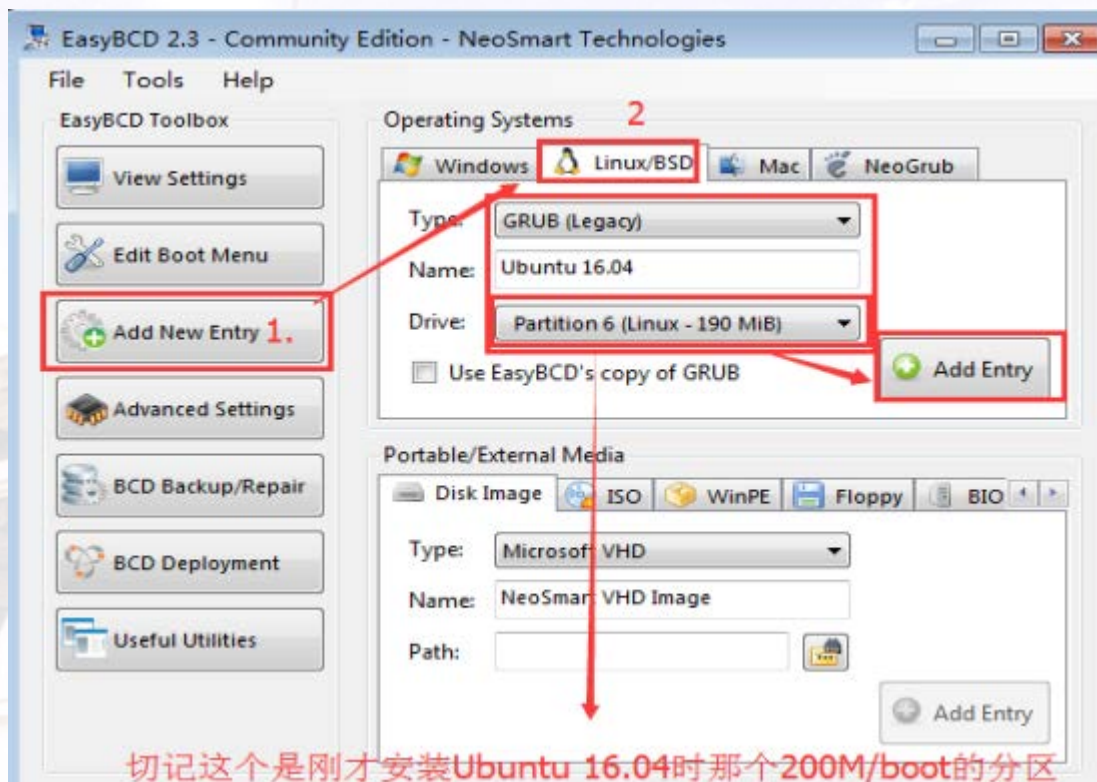 EasyBCD 2.3 - Community Edition - NeoSmart Technologies
File Tools Help
EasyBCD Toolbox
View Settings
Edit Boot Menu
Add New Entry 1.
Advanced Settings
BCD Backup/Repair
BCD Deployment
Useful Utilities
Operating Systems 2
Windows Linux/BSD Mac NeoGrub
Type: GRUB (Legacy)
Name: Ubuntu 16.04
Drive: Partition 6 (Linux - 190 MiB)
Use EasyBCD's copy of GRUB
Add Entry
Portable/External Media
Disk Image ISO WinPE Floppy BIO
Type: Microsoft VHD
Name: NeoSmart VHD Image
Path:
Add Entry
切记这个是刚才安装Ubuntu 16.04时那个200M/boot的分区